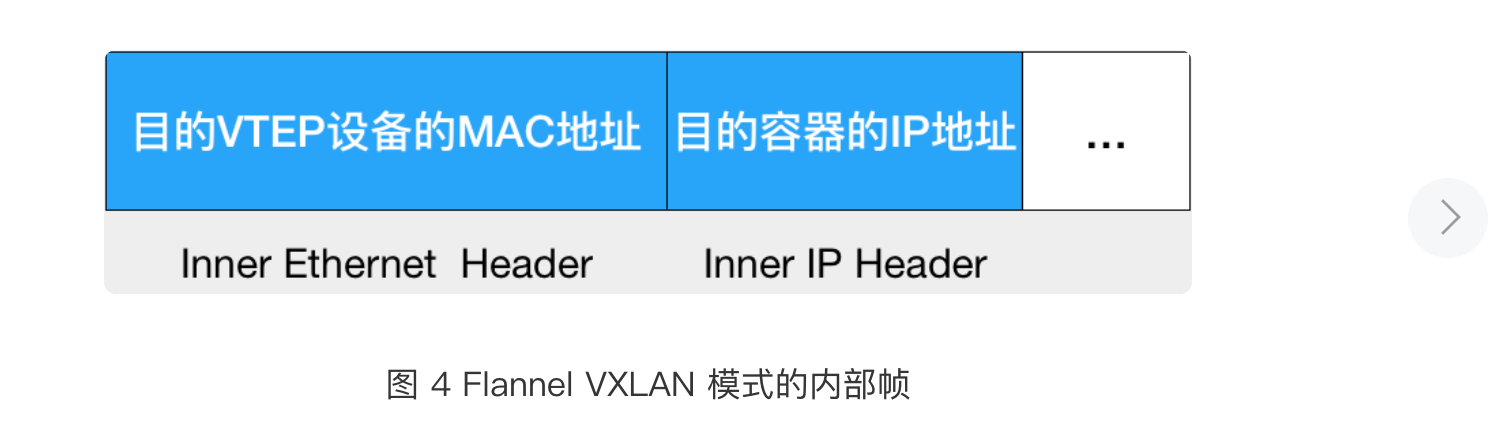 目的VTEP设备的MAC地址 目的容器的IP地址 ...
Inner Ethernet Header Inner IP Header
图 4 Flannel VXLAN 模式的内部帧